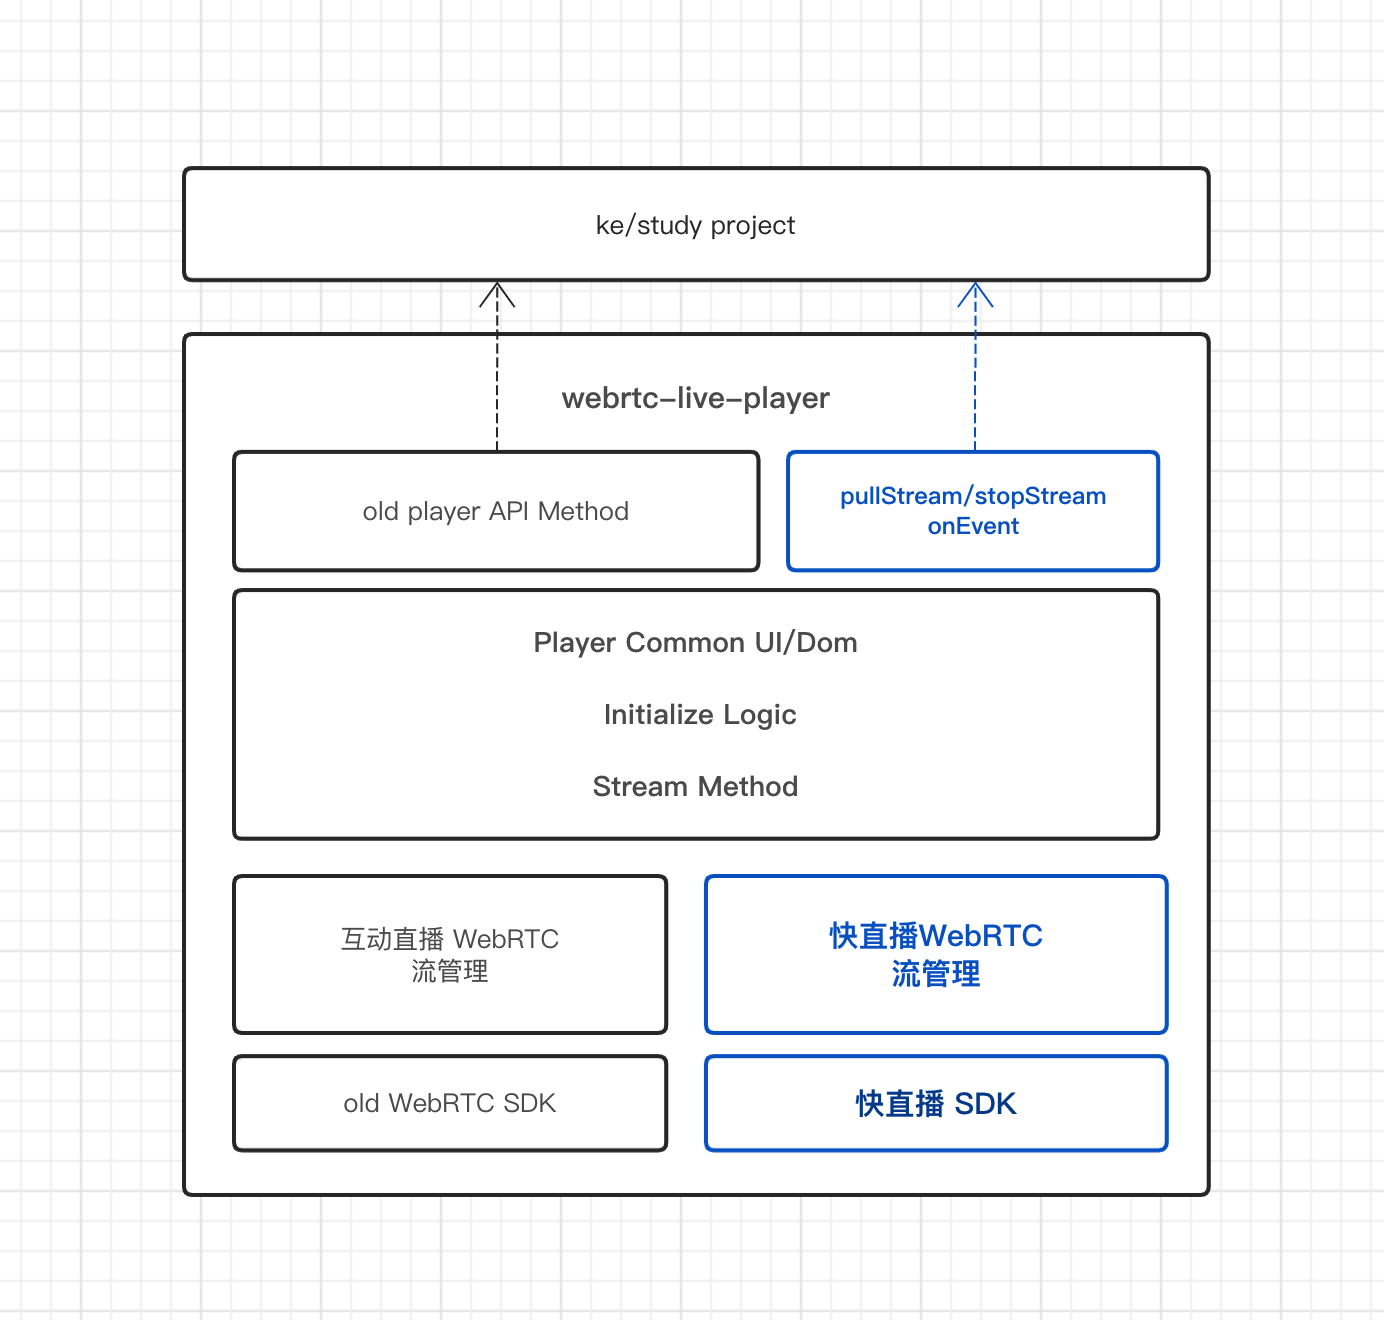 ke/study project
webrtc-live-player
old player API Method
pullStream/stopStream
onEvent
Player Common UI/Dom
Initialize Logic
Stream Method
互动直播 WebRTC
流管理
快直播WebRTC
流管理
old WebRTC SDK
快直播 SDK